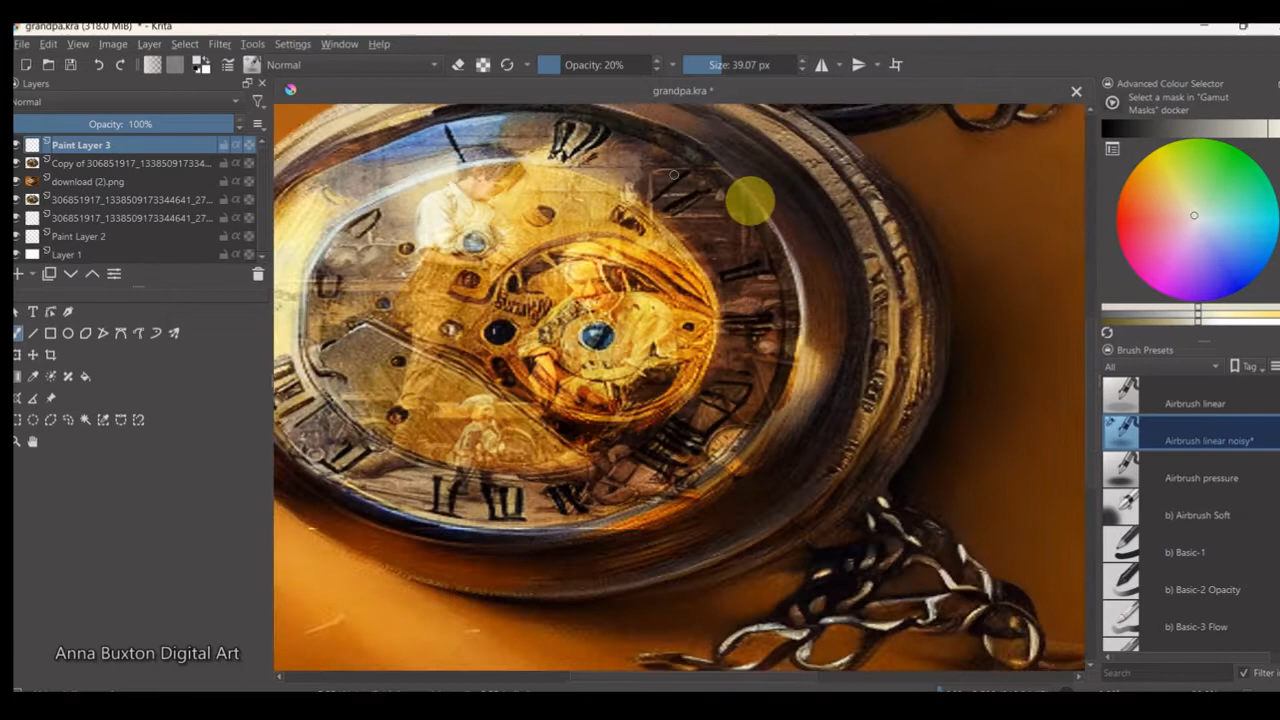 grandpa.kra (318.0 MiB) * - Krita
File Edit View Image Layer Select Filter Tools Settings Window Help
Normal Opacity: 20% Size: 39.07 px
Layers
grandpa.kra *
Advanced Colour Selector
Select a mask in "Gamut
Masks" docker
Normal
Opacity: 100%
Paint Layer 3
Copy of 306851917_133850917334...
download (2).png
306851917_1338509173344641_27...
306851917_1338509173344641_27...
Paint Layer 2
Layer 1
Brush Presets
All
Tag
Airbrush linear
Airbrush linear noisy*
Airbrush pressure
b) Airbrush Soft
b) Basic-1
b) Basic-2 Opacity
b) Basic-3 Flow
Search
Filter in
Anna Buxton Digital Art